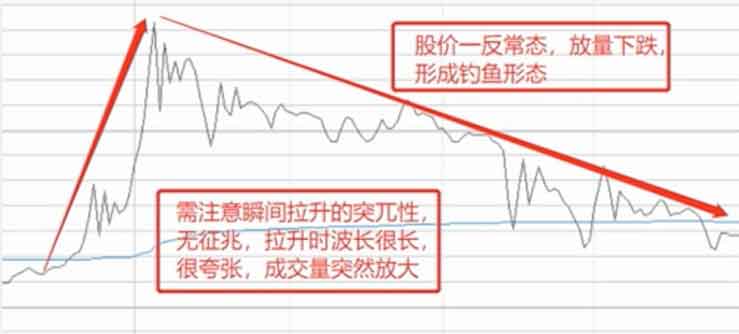 股价一反常态，放量下跌，
形成钓鱼形态
需注意瞬间拉升的突兀性，
无征兆，拉升时波长很长，
很夸张，成交量突然放大